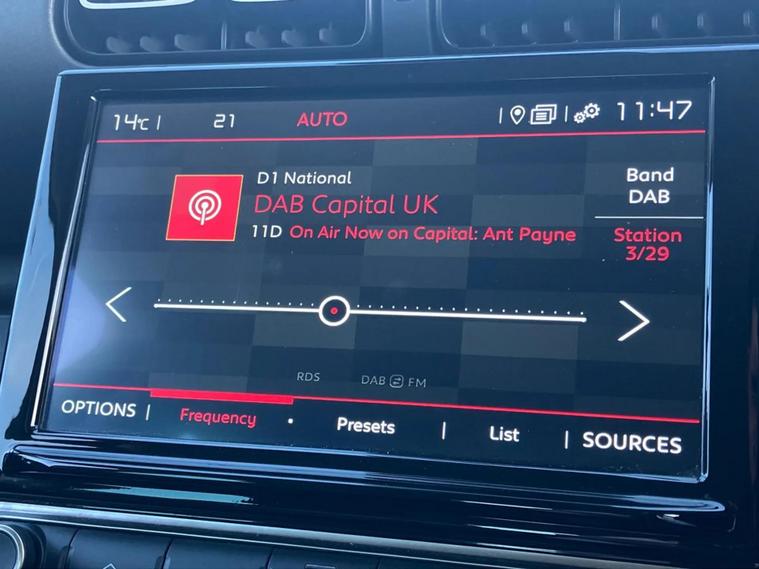 14°C | 21 AUTO | | 11:47
D1 National
DAB Capital UK
11D On Air Now on Capital: Ant Payne
Band
DAB
Station
3/29
RDS DAB FM
OPTIONS | Frequency · Presets | List | SOURCES